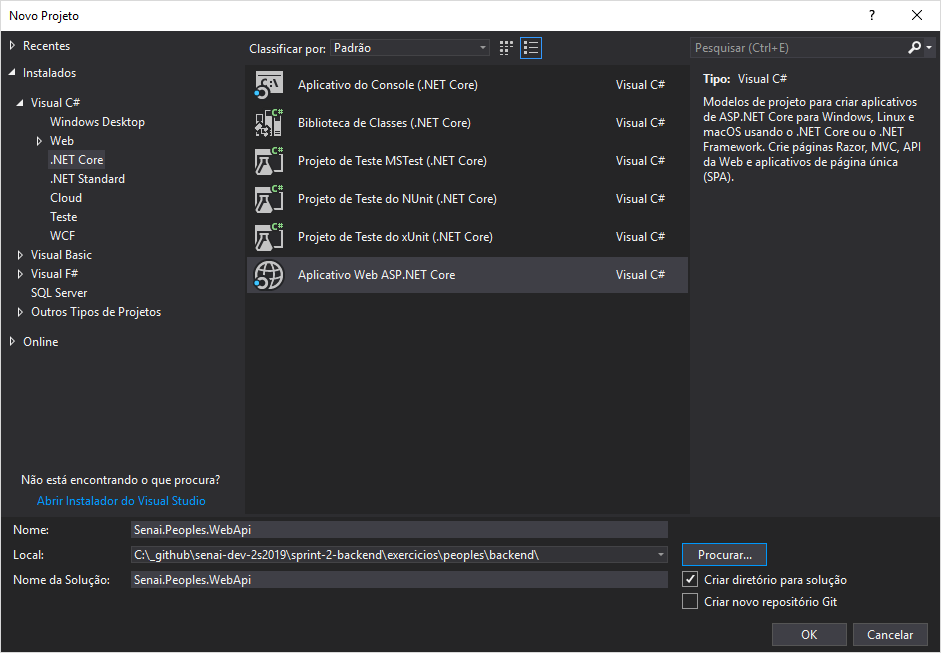 Novo Projeto
?
Recentes
Instalados
Visual C#
Windows Desktop
Web
.NET Core
.NET Standard
Cloud
Teste
WCF
Visual Basic
Visual F#
SQL Server
Outros Tipos de Projetos
Online
Não está encontrando o que procura?
Abrir Instalador do Visual Studio
Classificar por: Padrão
Aplicativo do Console (.NET Core) Visual C#
Biblioteca de Classes (.NET Core) Visual C#
Projeto de Teste MSTest (.NET Core) Visual C#
Projeto de Teste do NUnit (.NET Core) Visual C#
Projeto de Teste do xUnit (.NET Core) Visual C#
Aplicativo Web ASP.NET Core Visual C#
Pesquisar (Ctrl+E)
Tipo: Visual C#
Modelos de projeto para criar aplicativos
de ASP.NET Core para Windows, Linux e
macOS usando o .NET Core ou o .NET
Framework. Crie páginas Razor, MVC, API
da Web e aplicativos de página única
(SPA).
Nome: Senai.Peoples.WebApi
Local: C:\_github\senai-dev-2s2019\sprint-2-backend\exercicios\peoples\backend\
Procurar...
Nome da Solução: Senai.Peoples.WebApi
Criar diretório para solução
Criar novo repositório Git
OK
Cancelar